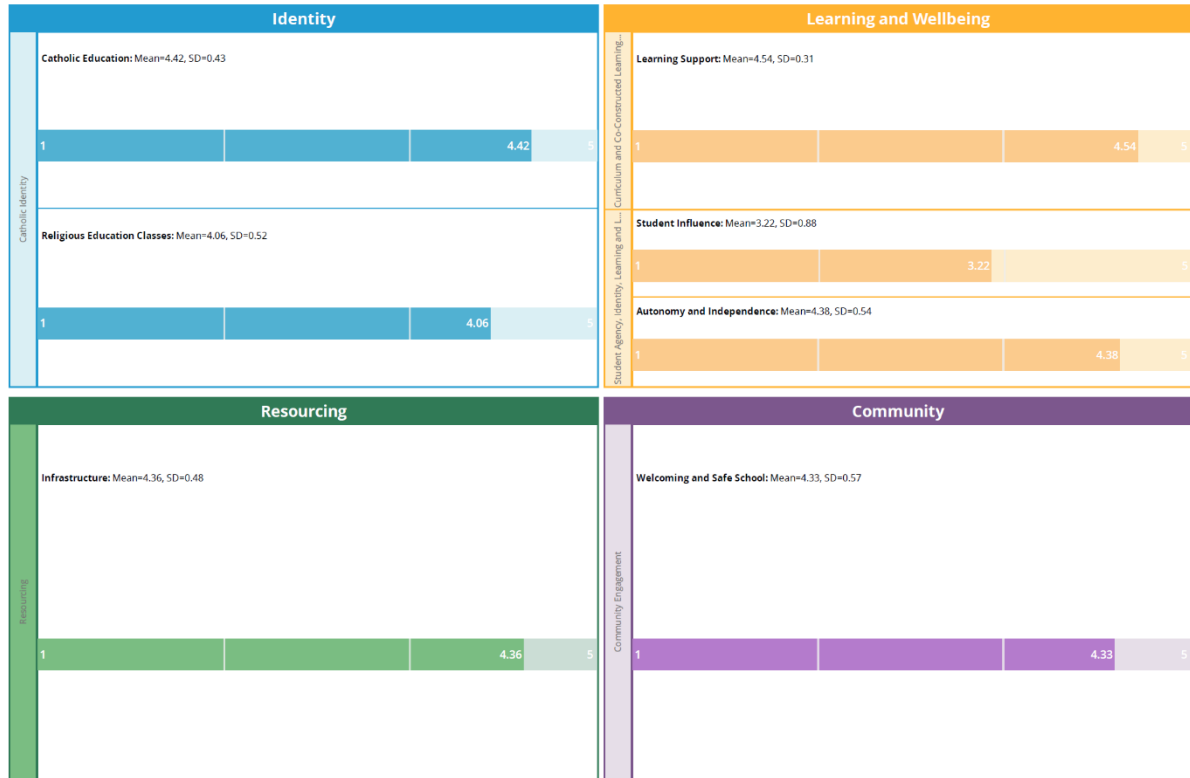 Identity
Catholic Identity
Catholic Education: Mean=4.42, SD=0.43
1 4.42 5
Religious Education Classes: Mean=4.06, SD=0.52
1 4.06 5
Learning and Wellbeing
Curriculum and Co-Constructed Learning...
Learning Support: Mean=4.54, SD=0.31
1 4.54 5
Student Agency, Identity, Learning and L...
Student Influence: Mean=3.22, SD=0.88
1 3.22 5
Autonomy and Independence: Mean=4.38, SD=0.54
1 4.38 5
Resourcing
Resourcing
Infrastructure: Mean=4.36, SD=0.48
1 4.36 5
Community
Community Engagement
Welcoming and Safe School: Mean=4.33, SD=0.57
1 4.33 5